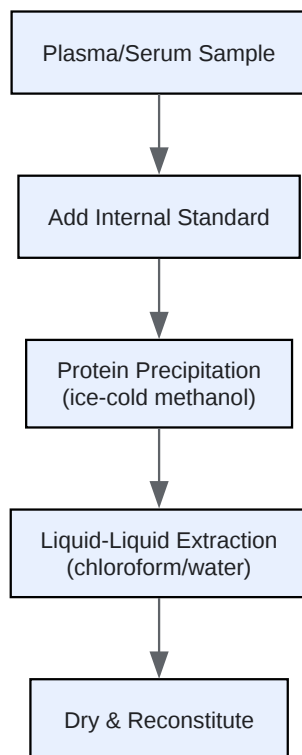 Plasma/Serum Sample
Add Internal Standard
Protein Precipitation
(ice-cold methanol)
Liquid-Liquid Extraction
(chloroform/water)
Dry & Reconstitute